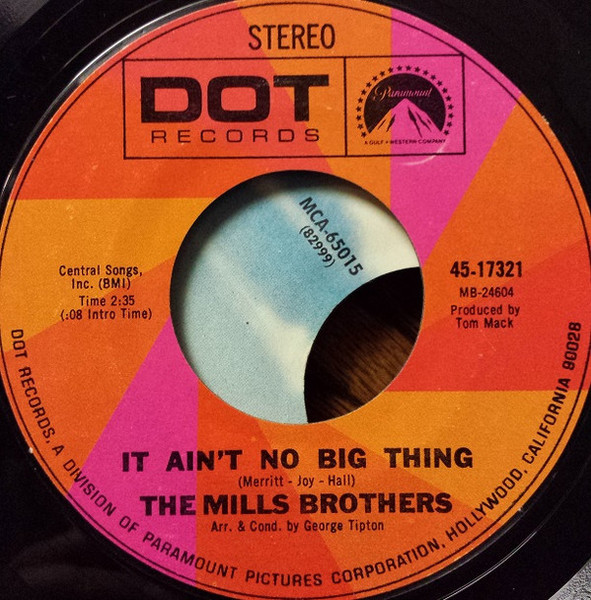 STEREO
DOT
RECORDS
Paramount
A GULF + WESTERN COMPANY
MCA-65015
(82999)
Central Songs,
Inc. (BMI)
Time 2:35
(:08 Intro Time)
45-17321
MB-24604
Produced by
Tom Mack
IT AIN'T NO BIG THING
(Merritt - Joy - Hall)
THE MILLS BROTHERS
Arr. & Cond. by George Tipton
DOT RECORDS, A DIVISION OF PARAMOUNT PICTURES CORPORATION, HOLLYWOOD, CALIFORNIA 90028